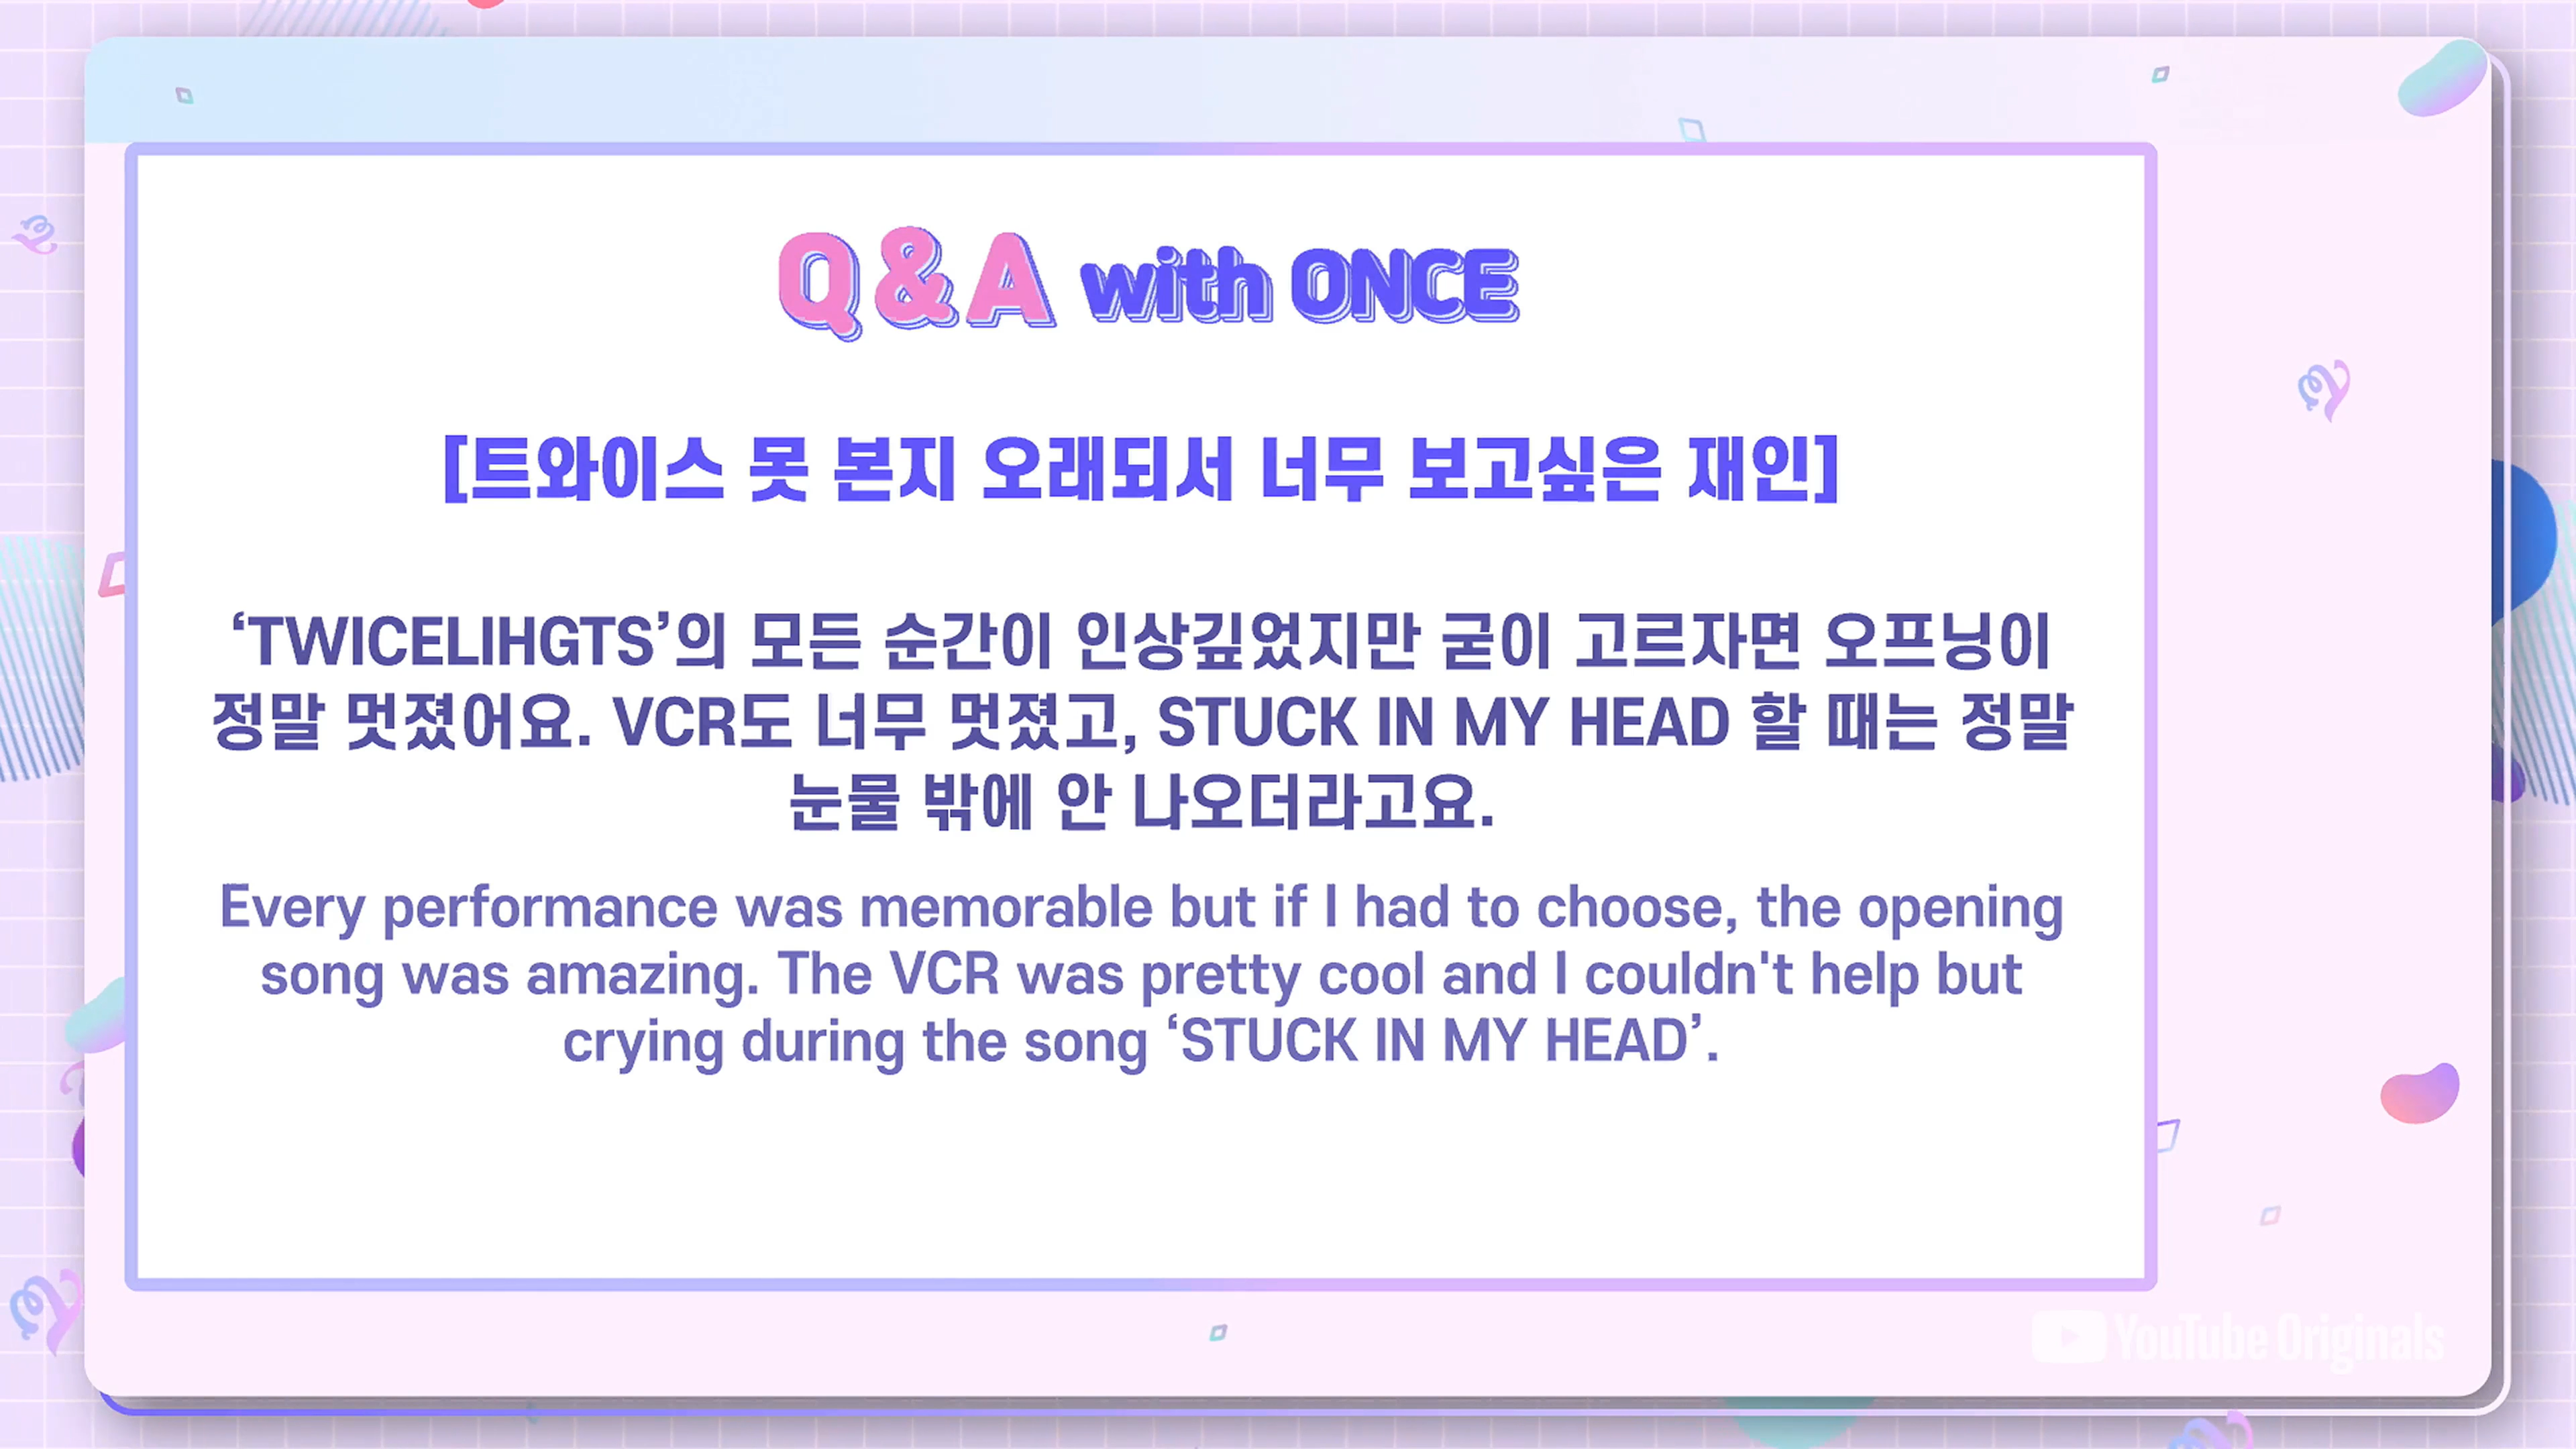 Q & A with ONCE
[트와이스 못 본지 오래되서 너무 보고싶은 재인]
‘TWICELIHGTS’의 모든 순간이 인상깊었지만 굳이 고르자면 오프닝이
정말 멋졌어요. VCR도 너무 멋졌고, STUCK IN MY HEAD 할 때는 정말
눈물 밖에 안 나오더라고요.
Every performance was memorable but if I had to choose, the opening
song was amazing. The VCR was pretty cool and I couldn't help but
crying during the song ‘STUCK IN MY HEAD’.
YouTube Originals